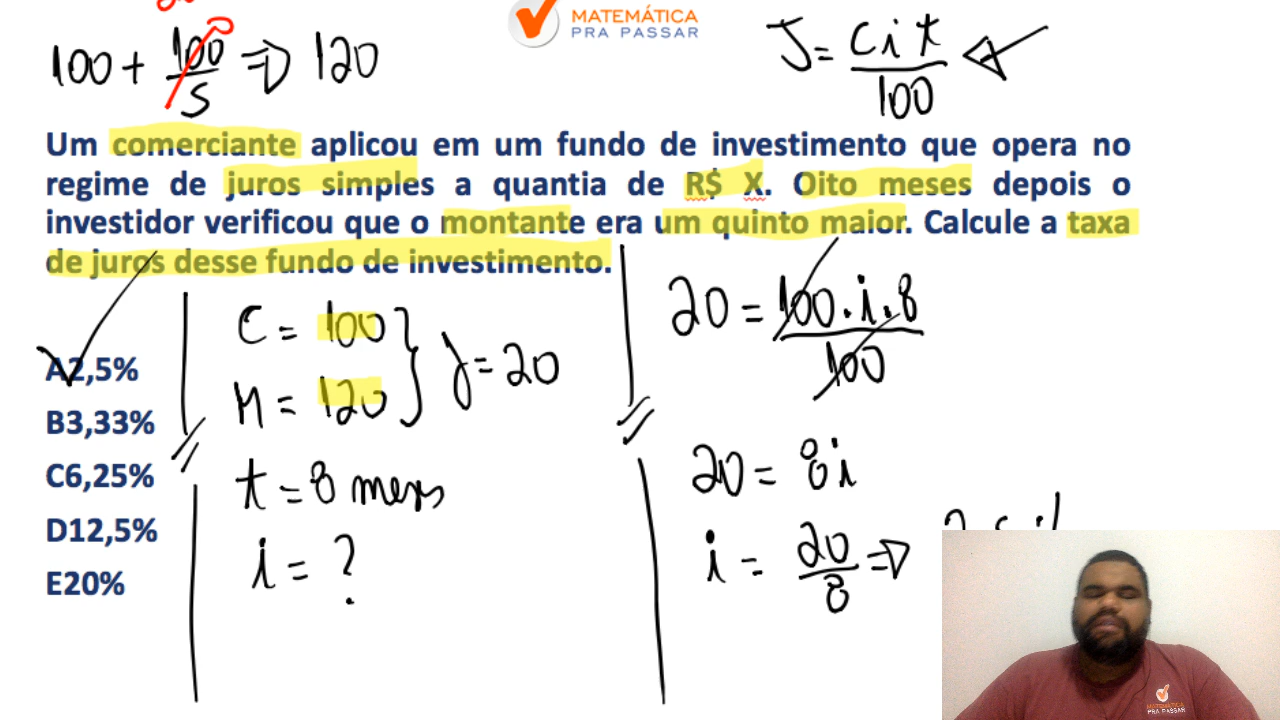 MATEMÁTICA
PRA PASSAR
100 + 100/5 ⇒ 120
J = C i t / 100
Um comerciante aplicou em um fundo de investimento que opera no
regime de juros simples a quantia de R$ X. Oito meses depois o
investidor verificou que o montante era um quinto maior. Calcule a taxa
de juros desse fundo de investimento.
A2,5%
B3,33%
C6,25%
D12,5%
E20%
C = 100
M = 120
J = 20
t = 8 meses
i = ?
20 = 100 . i . 8 / 100
20 = 8i
i = 20/8 ⇒
MATEMÁTICA
PRA PASSAR